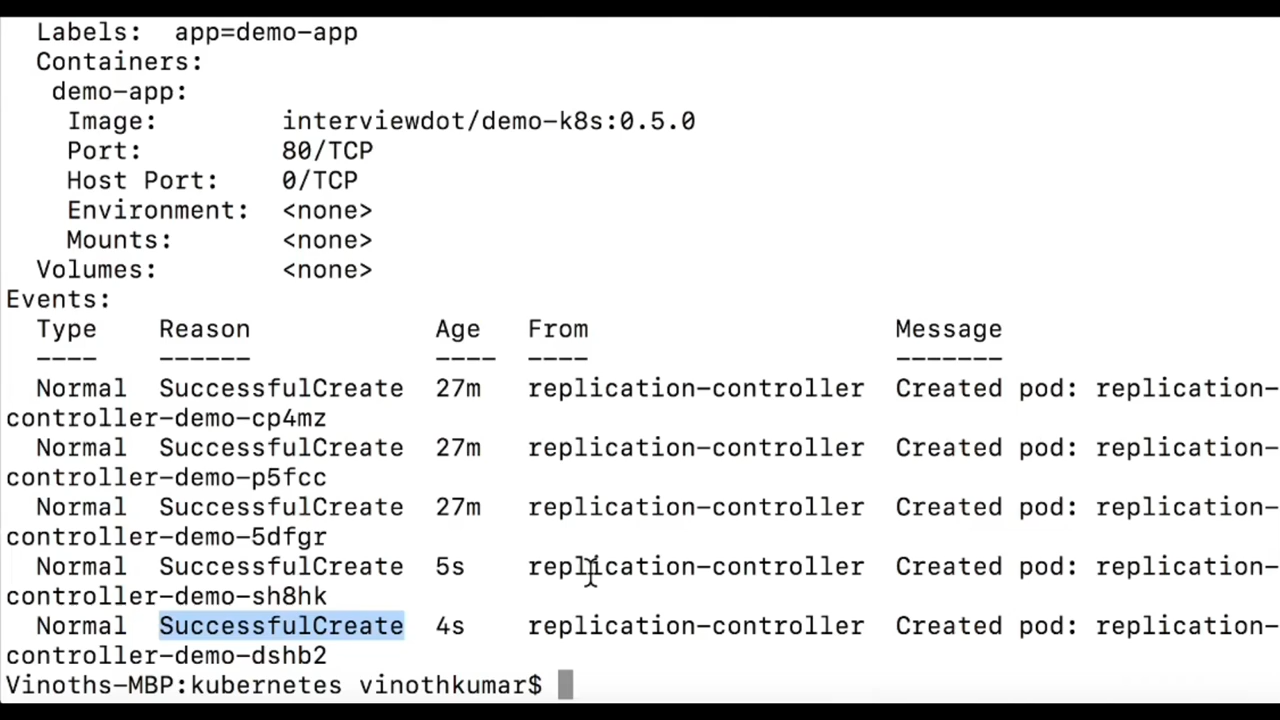 Labels:  app=demo-app
Containers:
demo-app:
Image:        interviewdot/demo-k8s:0.5.0
Port:         80/TCP
Host Port:    0/TCP
Environment:  <none>
Mounts:       <none>
Volumes:        <none>
Events:
Type    Reason            Age   From                    Message
----    ------            ----  ----                    -------
Normal  SuccessfulCreate  27m   replication-controller  Created pod: replication-
controller-demo-cp4mz
Normal  SuccessfulCreate  27m   replication-controller  Created pod: replication-
controller-demo-p5fcc
Normal  SuccessfulCreate  27m   replication-controller  Created pod: replication-
controller-demo-5dfgr
Normal  SuccessfulCreate  5s    replication-controller  Created pod: replication-
controller-demo-sh8hk
Normal  SuccessfulCreate  4s    replication-controller  Created pod: replication-
controller-demo-dshb2
Vinoths-MBP:kubernetes vinothkumar$